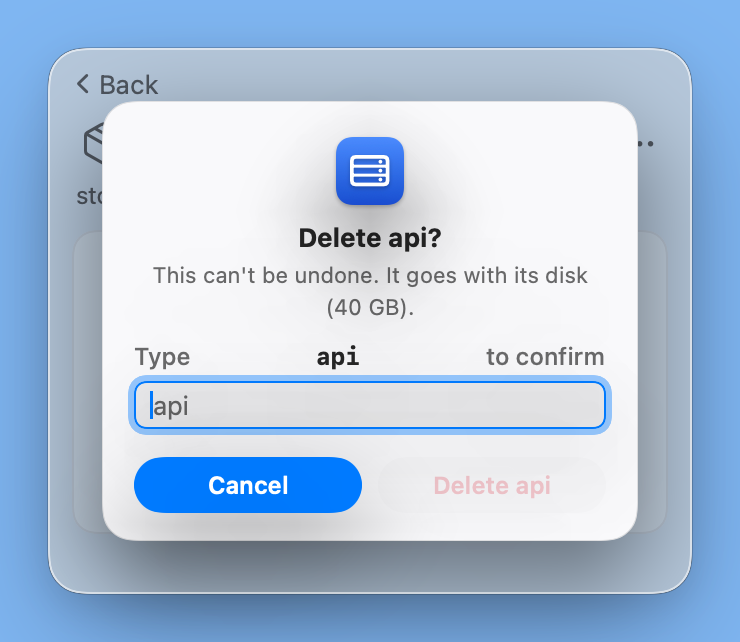 Back
Delete api?
This can't be undone. It goes with its disk
(40 GB).
Type api to confirm
api
Cancel Delete api